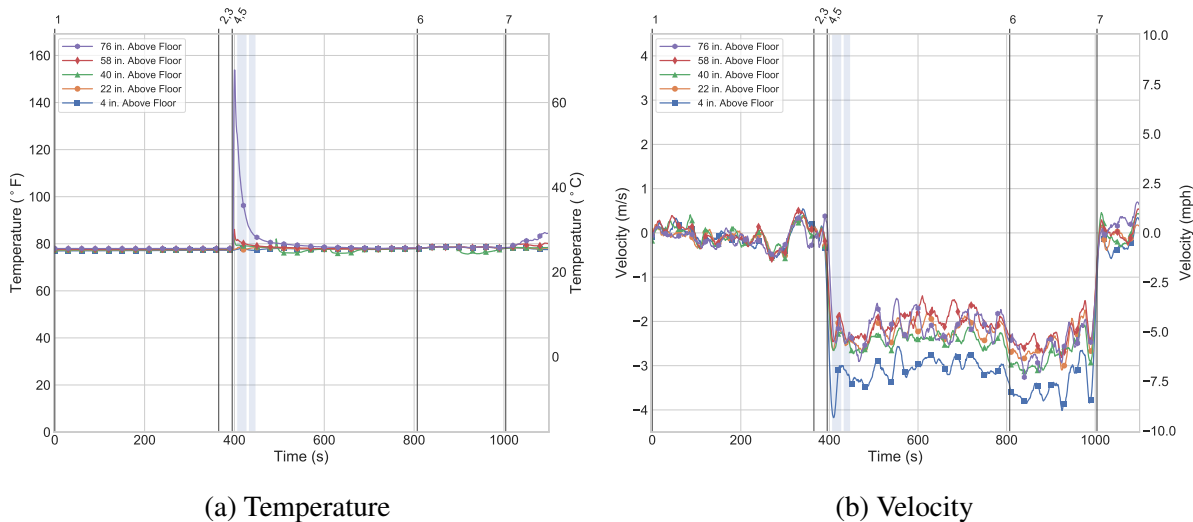 1 2,3 4,5 6 7
76 in. Above Floor
58 in. Above Floor
40 in. Above Floor
22 in. Above Floor
4 in. Above Floor
Temperature (°F)
160
140
120
100
80
60
40
20
0
0 200 400 600 800 1000
Time (s)
60
40
20
0
Temperature (°C)
(a) Temperature
1 2,3 4,5 6 7
76 in. Above Floor
58 in. Above Floor
40 in. Above Floor
22 in. Above Floor
4 in. Above Floor
Velocity (m/s)
4
3
2
1
0
−1
−2
−3
−4
0 200 400 600 800 1000
Time (s)
10.0
7.5
5.0
2.5
0.0
−2.5
−5.0
−7.5
−10.0
Velocity (mph)
(b) Velocity